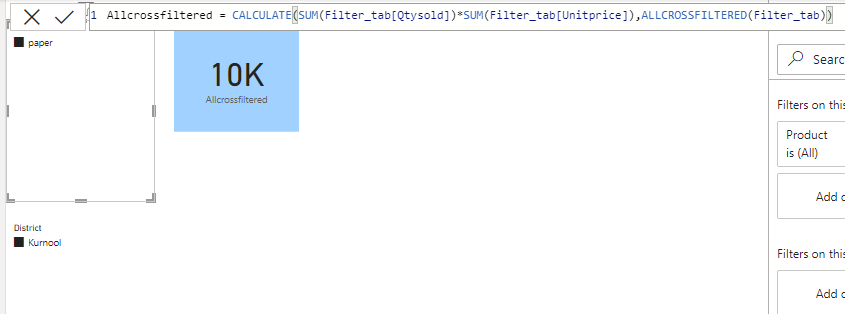 1 Allcrossfiltered = CALCULATE(SUM(Filter_tab[Qtysold])*SUM(Filter_tab[Unitprice]),ALLCROSSFILTERED(Filter_tab))
paper
10K
Allcrossfiltered
Searc
Filters on this
Product
is (All)
Add d
District
Kurnool
Filters on this
Add d